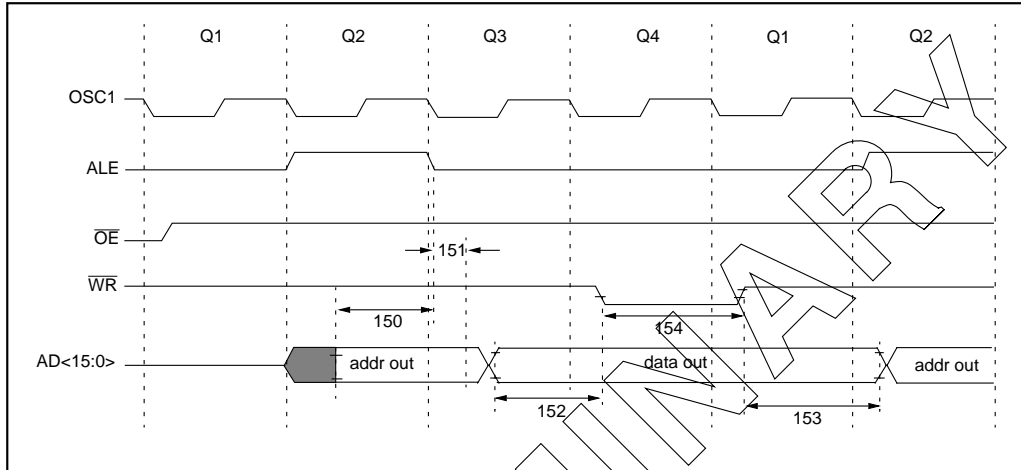 Q1 Q2 Q3 Q4 Q1 Q2
OSC1
ALE
OE
151
WR
150
154
AD<15:0>
addr out data out addr out
152
153
INARY